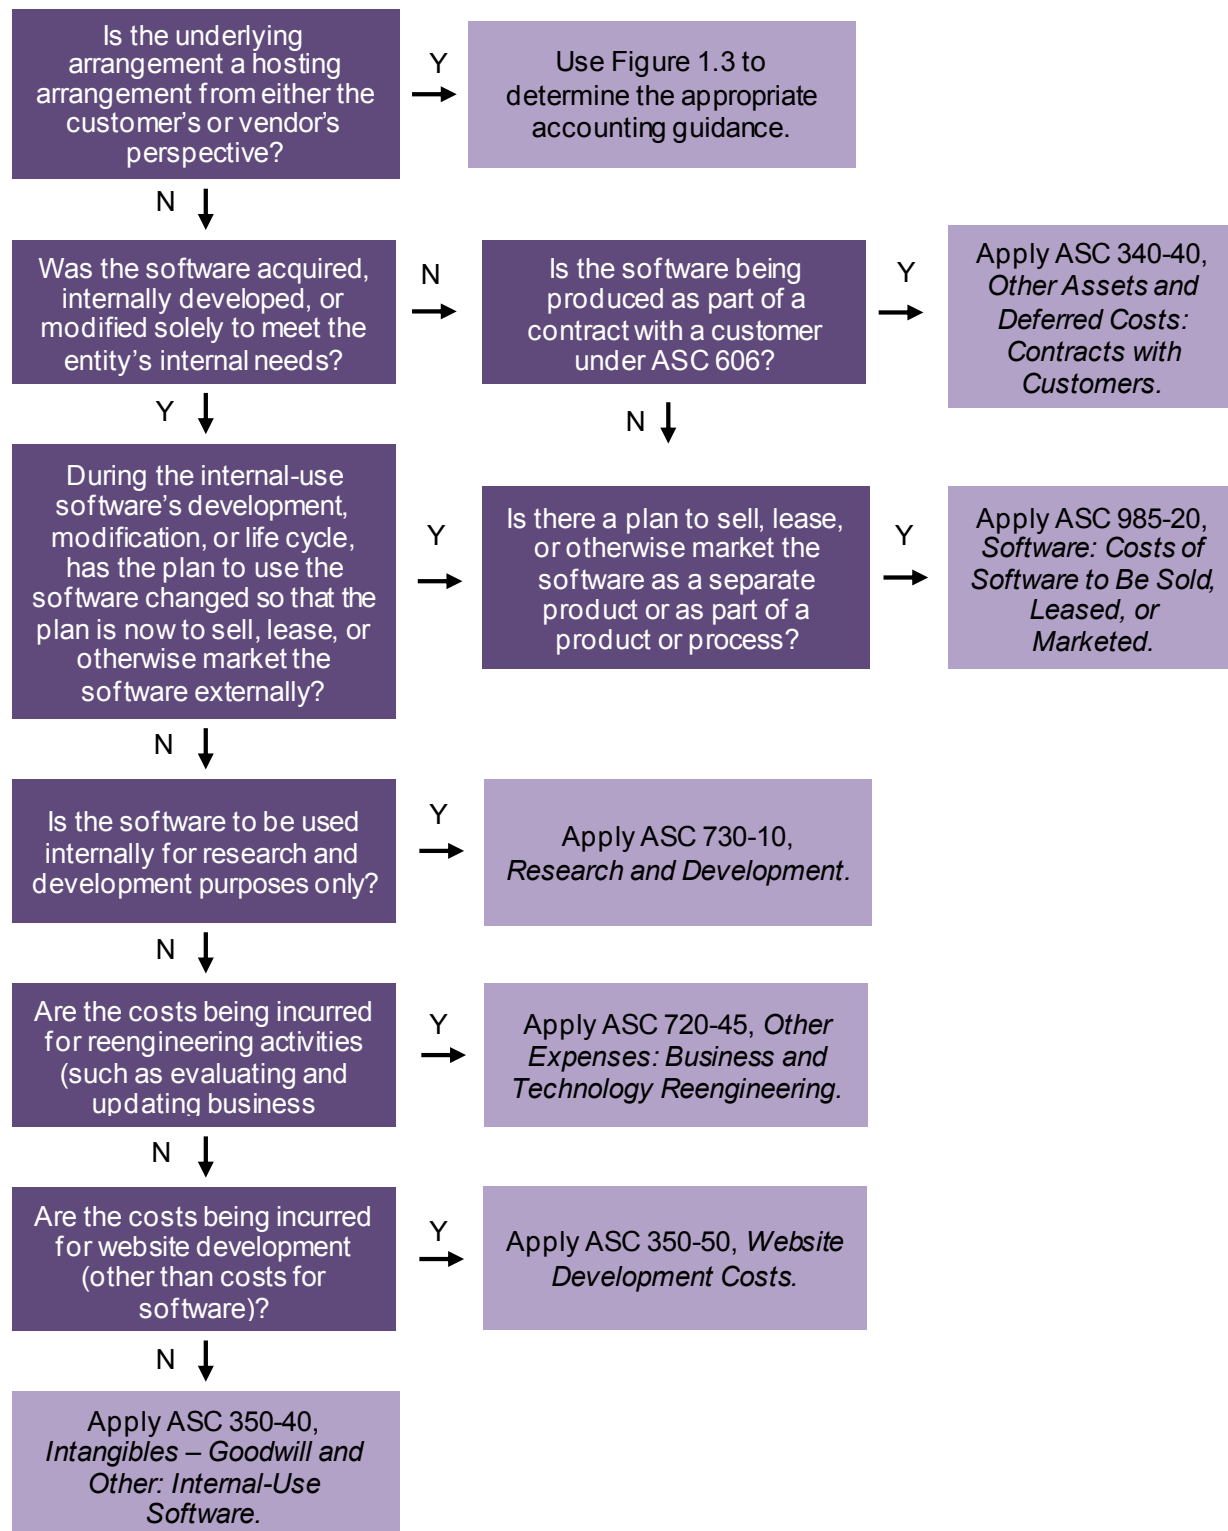 Is the underlying
arrangement a hosting
arrangement from either the
customer's or vendor's
perspective?
Y
Use Figure 1.3 to
determine the appropriate
accounting guidance.
N
Was the software acquired,
internally developed, or
modified solely to meet the
entity's internal needs?
N
Is the software being
produced as part of a
contract with a customer
under ASC 606?
Y
Apply ASC 340-40,
Other Assets and
Deferred Costs:
Contracts with
Customers.
Y
N
During the internal-use
software's development,
modification, or life cycle,
has the plan to use the
software changed so that the
plan is now to sell, lease, or
otherwise market the
software externally?
Y
Is there a plan to sell, lease,
or otherwise market the
software as a separate
product or as part of a
product or process?
Y
Apply ASC 985-20,
Software: Costs of
Software to Be Sold,
Leased, or
Marketed.
N
Is the software to be used
internally for research and
development purposes only?
Y
Apply ASC 730-10,
Research and Development.
N
Are the costs being incurred
for reengineering activities
(such as evaluating and
updating business
Y
Apply ASC 720-45, Other
Expenses: Business and
Technology Reengineering.
N
Are the costs being incurred
for website development
(other than costs for
software)?
Y
Apply ASC 350-50, Website
Development Costs.
N
Apply ASC 350-40,
Intangibles – Goodwill and
Other: Internal-Use
Software.